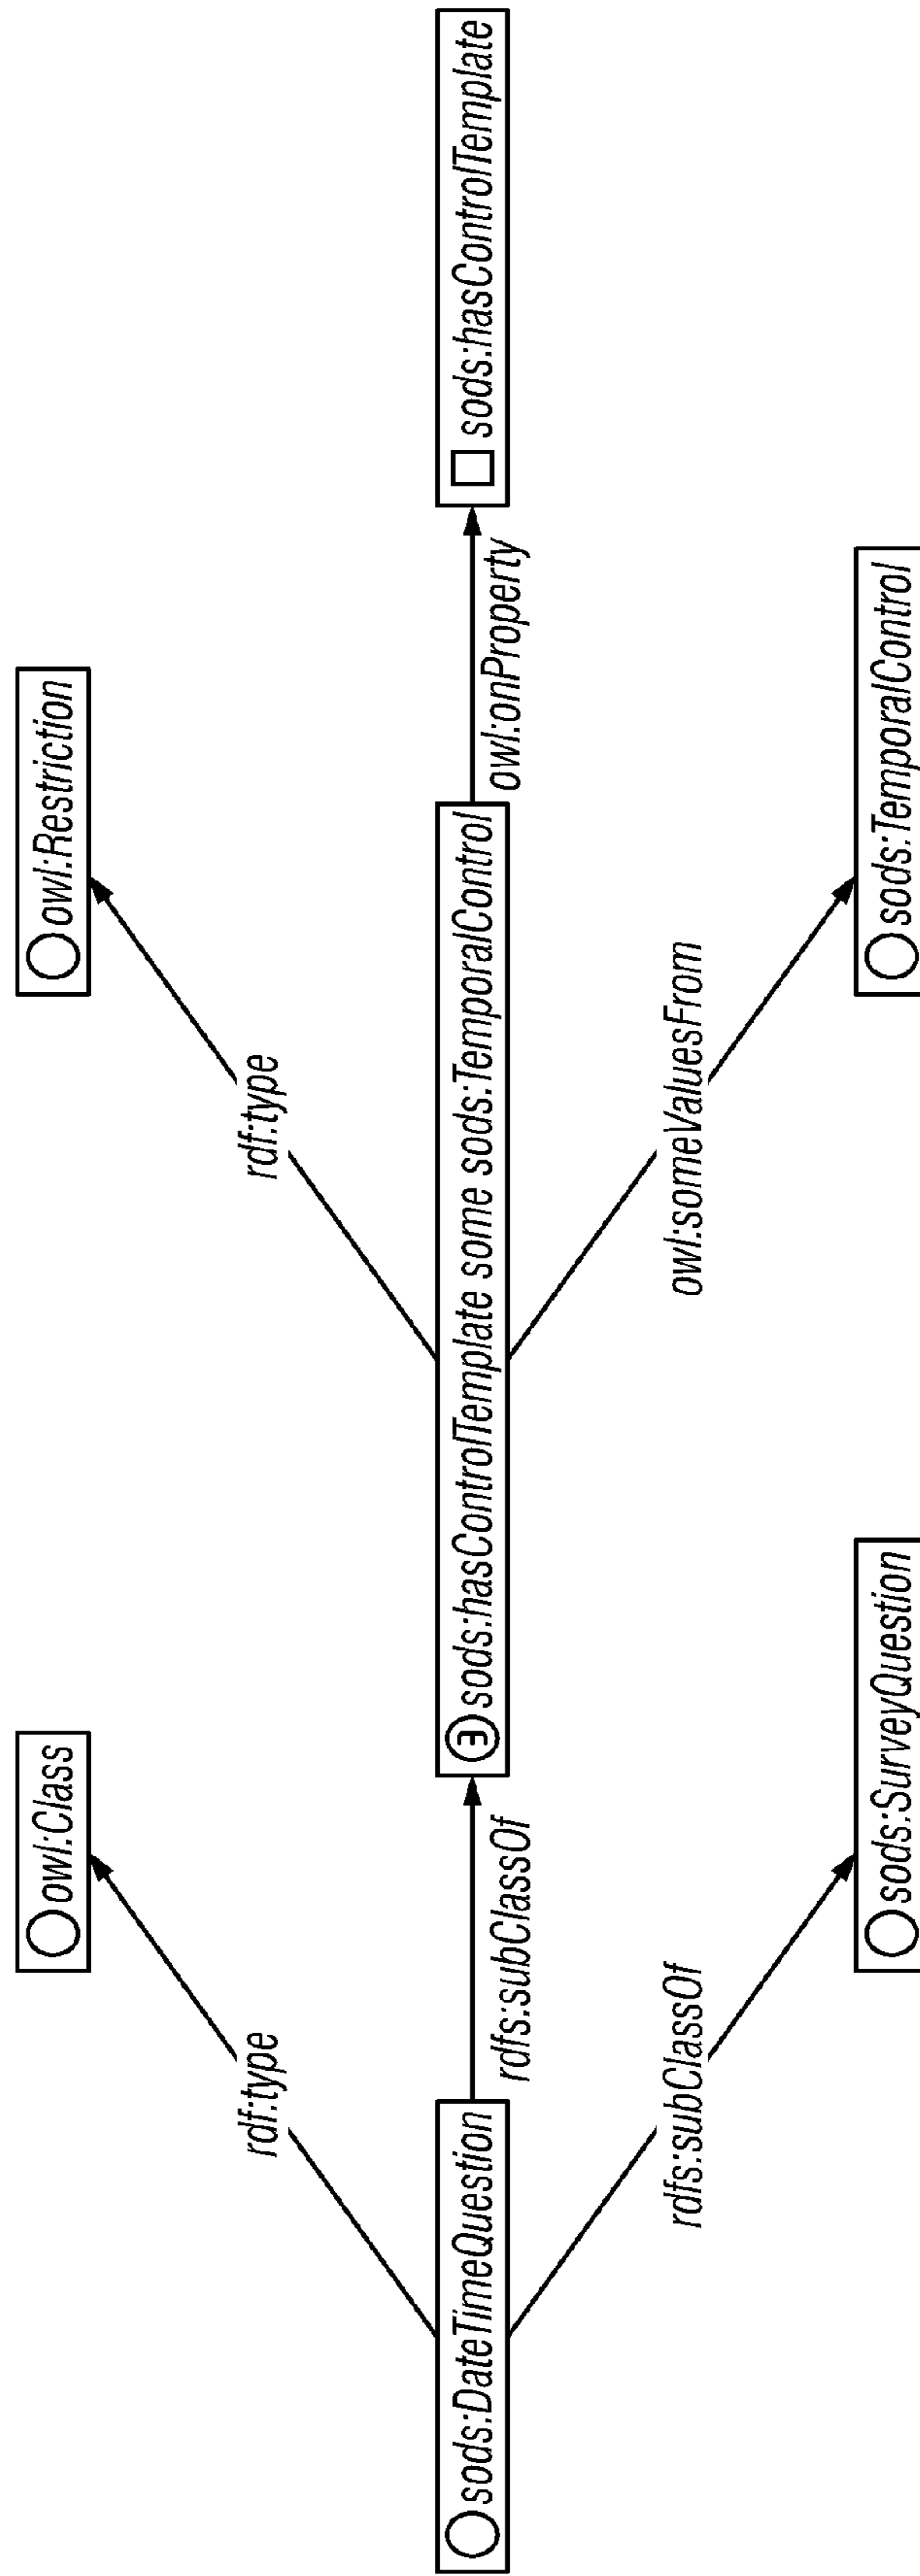 owl:Class
owl:Restriction
rdf:type
rdf:type
sods:DateTimeQuestion
rdfs:subClassOf
∃ sods:hasControlTemplate some sods:TemporalControl
owl:onProperty
sods:hasControlTemplate
rdfs:subClassOf
owl:someValuesFrom
sods:SurveyQuestion
sods:TemporalControl